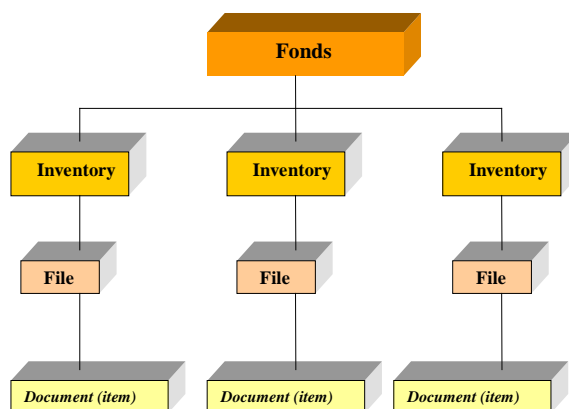 Fonds
Inventory Inventory Inventory
File File File
Document (item) Document (item) Document (item)